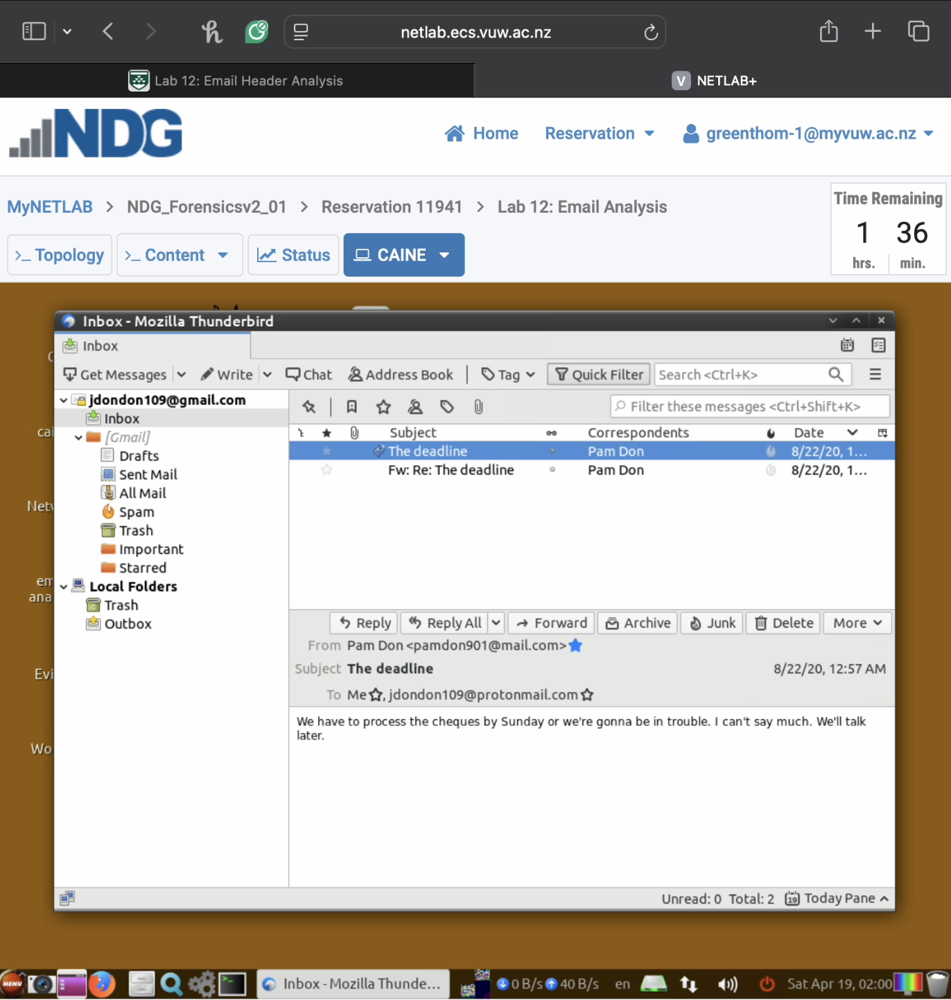 netlab.ecs.vuw.ac.nz
Lab 12: Email Header Analysis
V NETLAB+
NDG
Home Reservation greenthom-1@myvuw.ac.nz
MyNETLAB > NDG_Forensicsv2_01 > Reservation 11941 > Lab 12: Email Analysis
Time Remaining
1 36
hrs. min.
>_ Topology >_ Content Status CAINE
Inbox - Mozilla Thunderbird
Inbox
Get Messages Write Chat Address Book Tag Quick Filter Search <Ctrl+K>
jdondon109@gmail.com
Filter these messages <Ctrl+Shift+K>
Inbox
[Gmail]
Drafts
Sent Mail
All Mail
Spam
Trash
Important
Starred
Local Folders
Trash
Outbox
Subject Correspondents Date
The deadline Pam Don 8/22/20, 1...
Fw: Re: The deadline Pam Don 8/22/20, 1...
Reply Reply All Forward Archive Junk Delete More
From Pam Don <pamdon901@mail.com>
Subject The deadline 8/22/20, 12:57 AM
To Me, jdondon109@protonmail.com
We have to process the cheques by Sunday or we're gonna be in trouble. I can't say much. We'll talk
later.
Unread: 0 Total: 2 19 Today Pane
MENU Inbox - Mozilla Thunde... 0 B/s 40 B/s en Sat Apr 19, 02:00